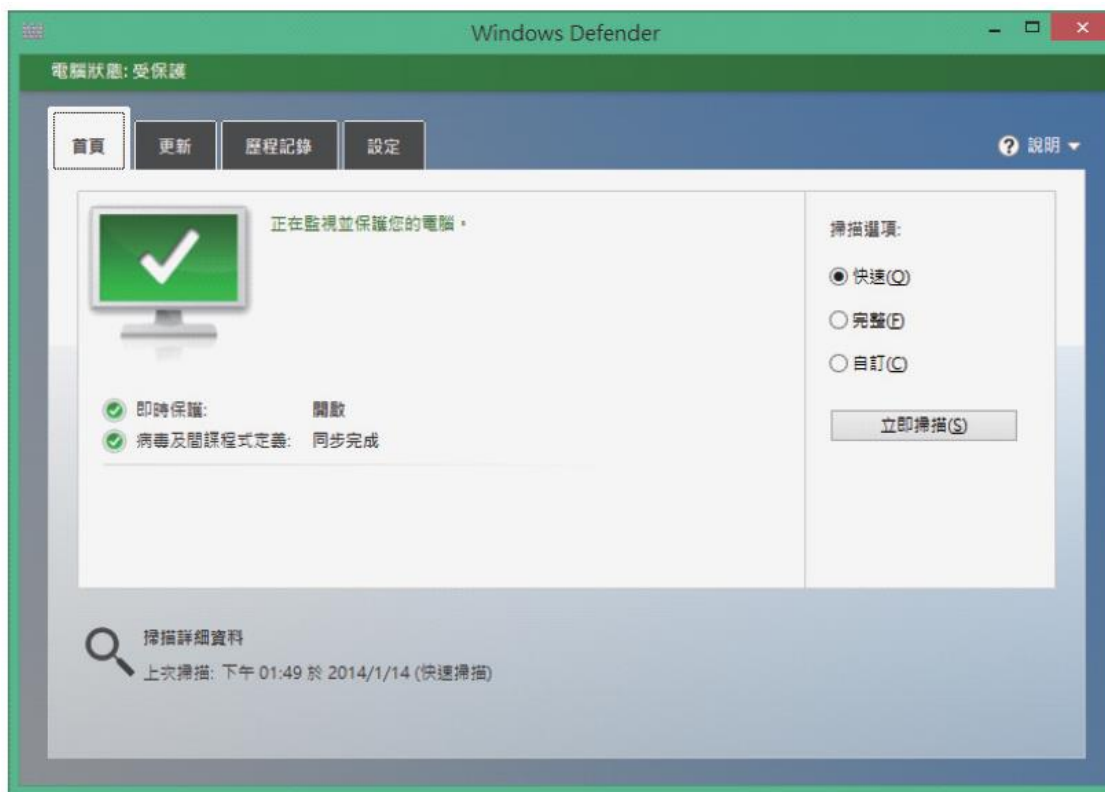 Windows Defender
電腦狀態: 受保護
首頁 更新 歷程記錄 設定 說明
正在監視並保護您的電腦。
掃描選項:
快速(Q)
完整(F)
自訂(C)
立即掃描(S)
即時保護: 開啟
病毒及間諜程式定義: 同步完成
掃描詳細資料
上次掃描: 下午 01:49 於 2014/1/14 (快速掃描)